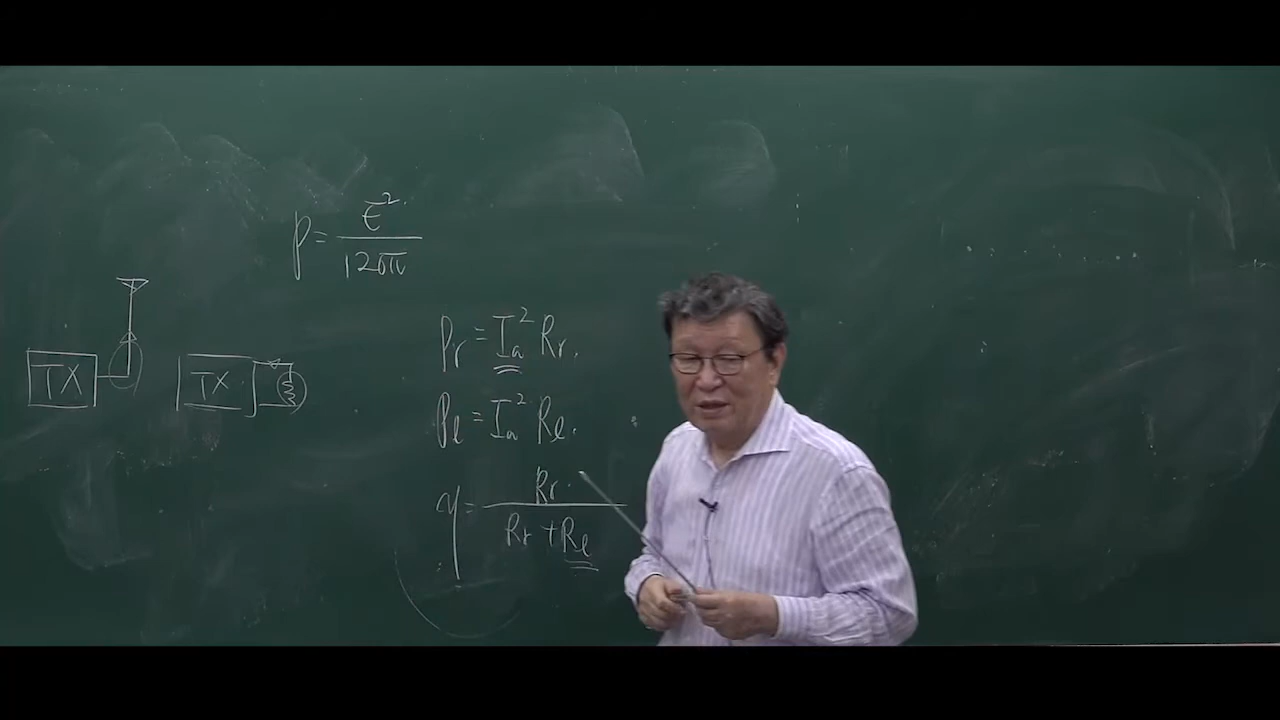 p = E² / 120π
TX
TX
Pr = Ia² Rr.
Pl = Ia² Rl.
η = Rr. / Rr + Rl